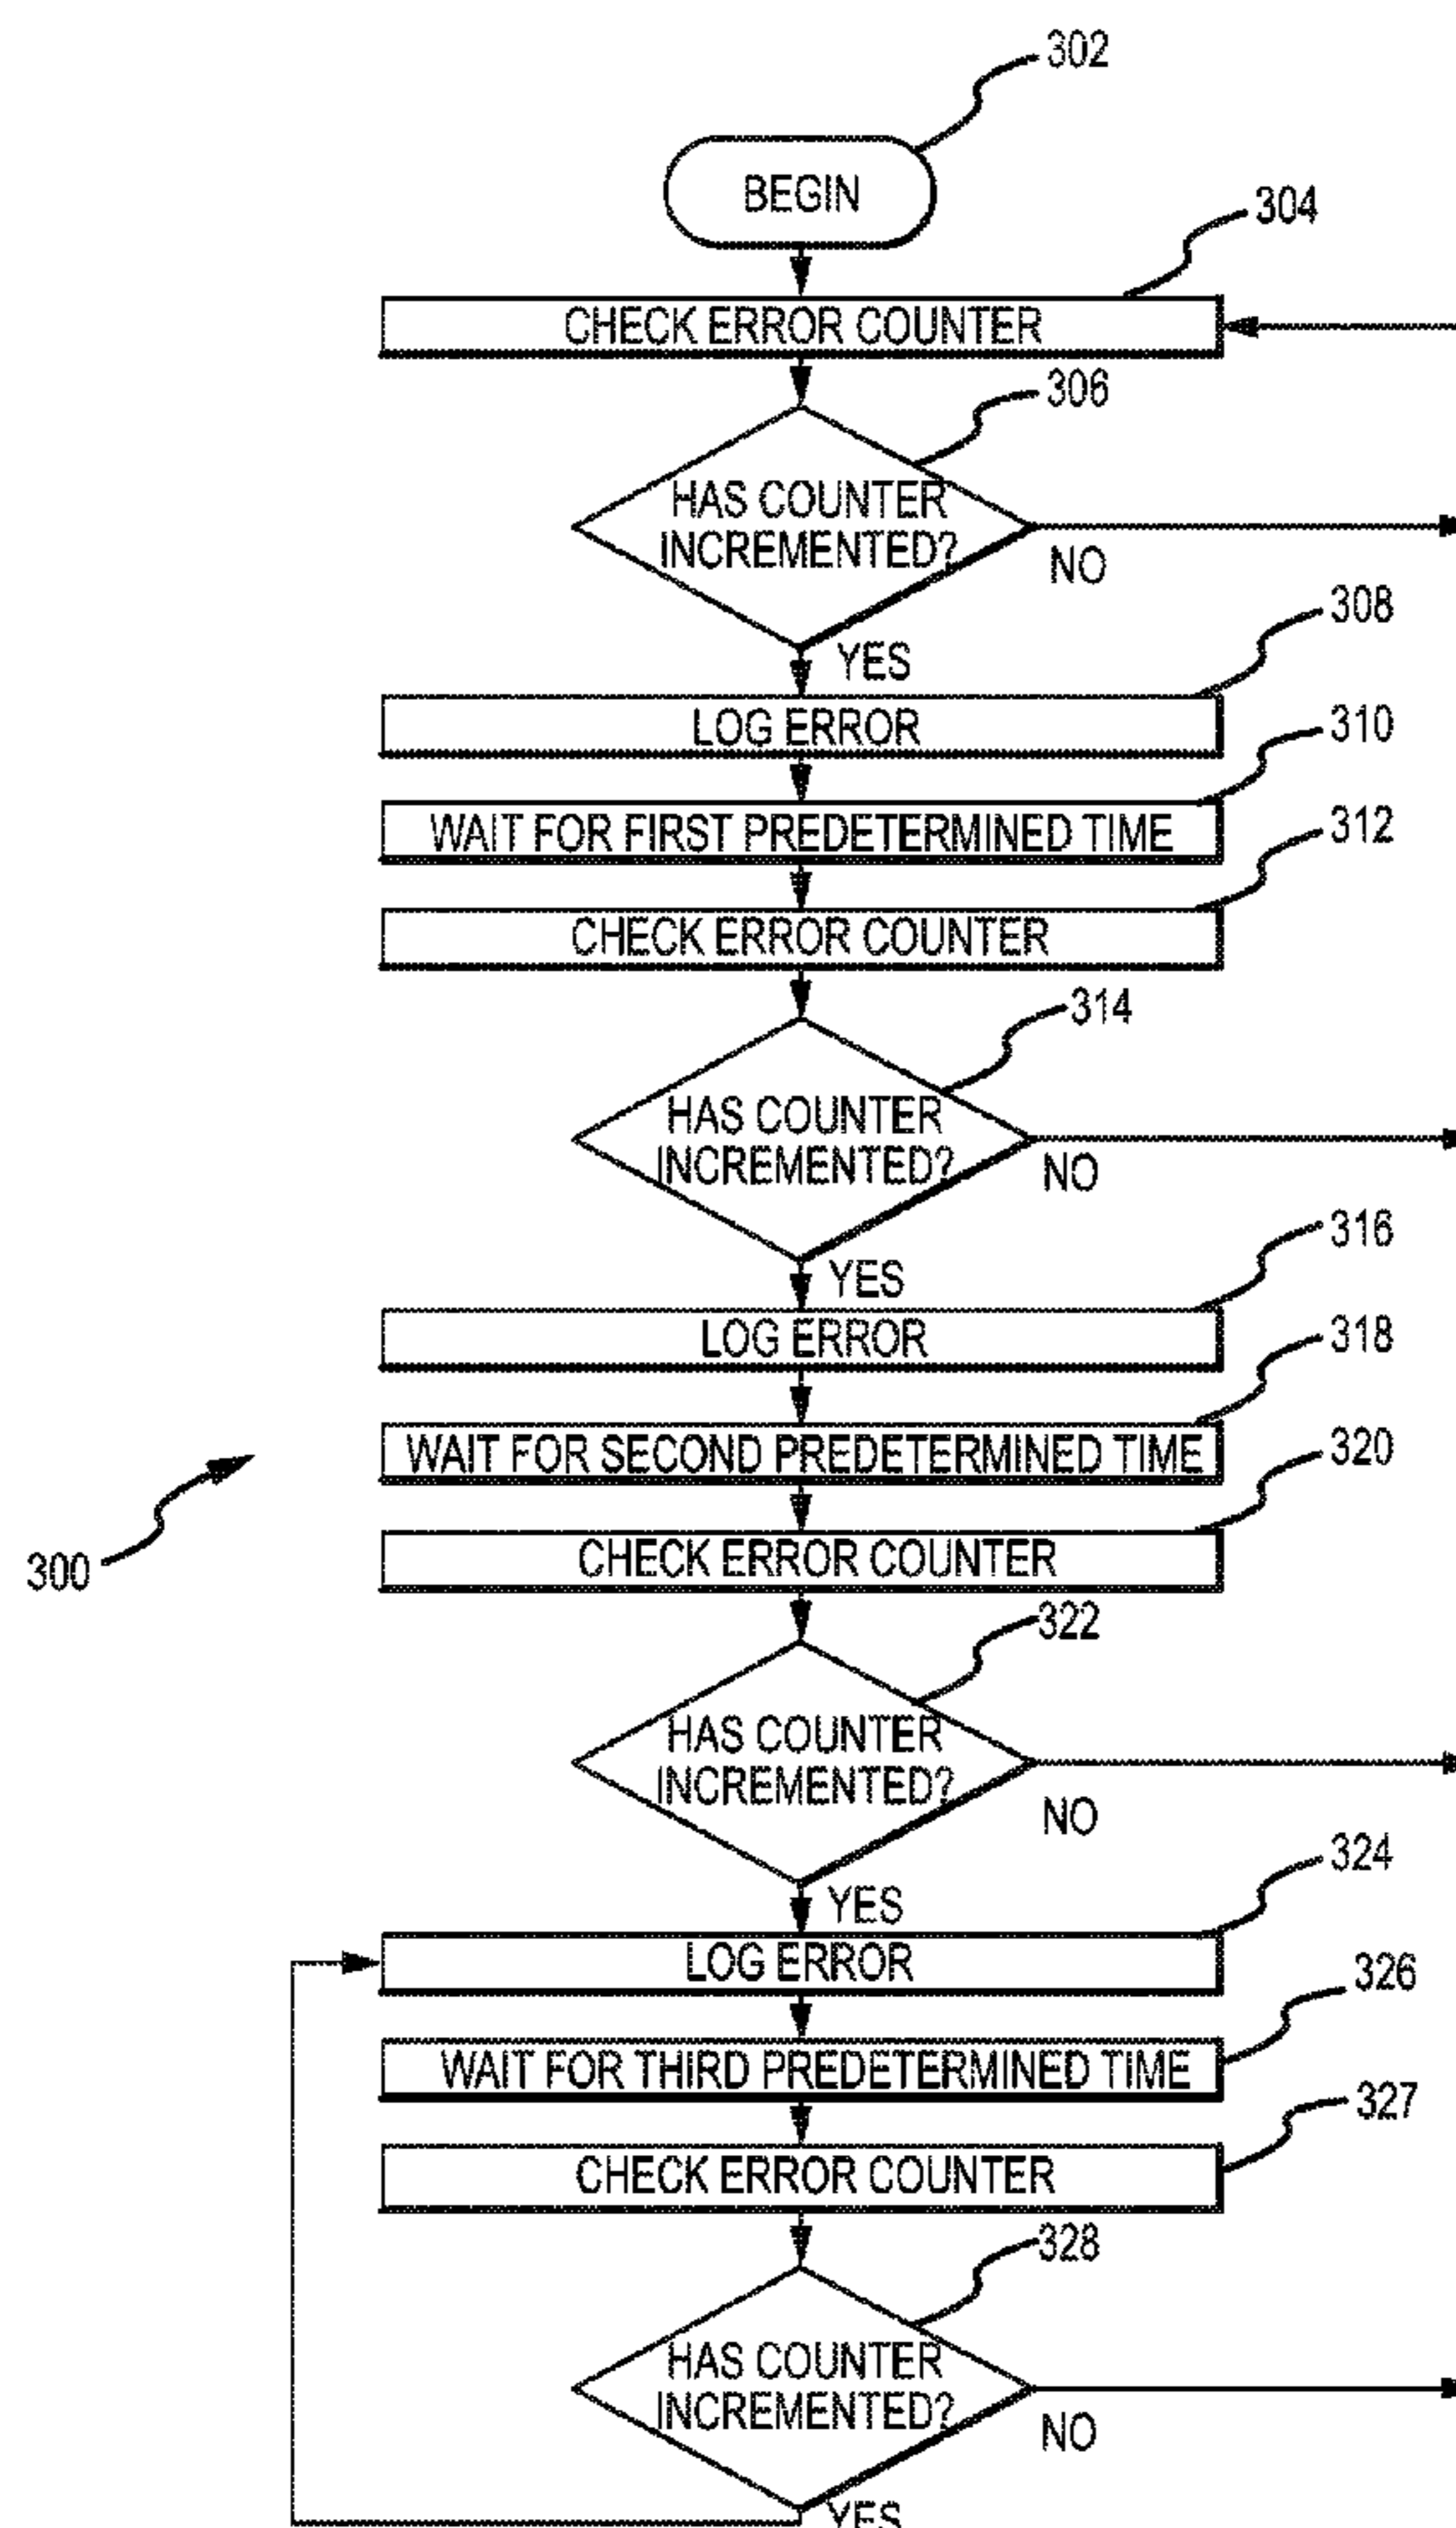 302
BEGIN
304
CHECK ERROR COUNTER
306
HAS COUNTER
INCREMENTED?
NO
YES
308
LOG ERROR
310
WAIT FOR FIRST PREDETERMINED TIME
312
CHECK ERROR COUNTER
314
HAS COUNTER
INCREMENTED?
NO
YES
316
LOG ERROR
318
WAIT FOR SECOND PREDETERMINED TIME
320
CHECK ERROR COUNTER
300
322
HAS COUNTER
INCREMENTED?
NO
YES
324
LOG ERROR
326
WAIT FOR THIRD PREDETERMINED TIME
327
CHECK ERROR COUNTER
328
HAS COUNTER
INCREMENTED?
NO
YES